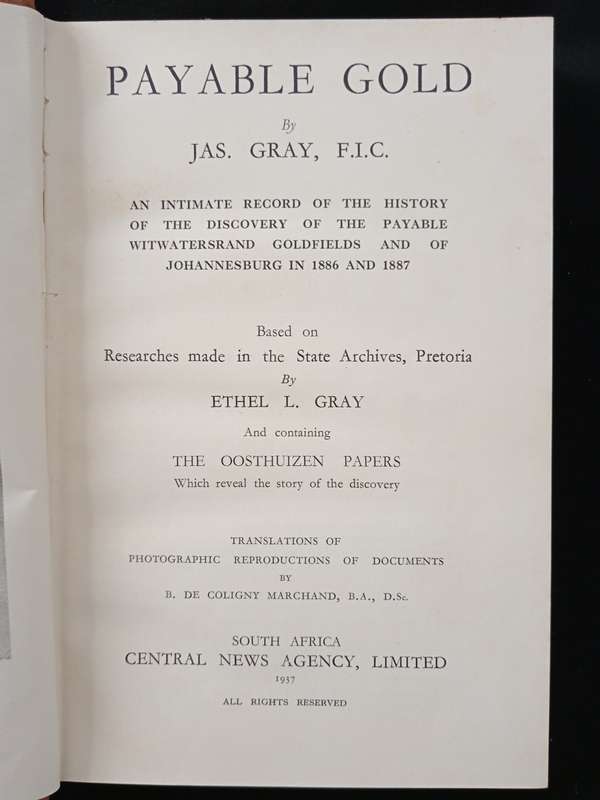 PAYABLE GOLD
By
JAS. GRAY, F.I.C.
AN INTIMATE RECORD OF THE HISTORY
OF THE DISCOVERY OF THE PAYABLE
WITWATERSRAND GOLDFIELDS AND OF
JOHANNESBURG IN 1886 AND 1887
Based on
Researches made in the State Archives, Pretoria
By
ETHEL L. GRAY
And containing
THE OOSTHUIZEN PAPERS
Which reveal the story of the discovery
TRANSLATIONS OF
PHOTOGRAPHIC REPRODUCTIONS OF DOCUMENTS
BY
B. DE COLIGNY MARCHAND, B.A., D.Sc.
SOUTH AFRICA
CENTRAL NEWS AGENCY, LIMITED
1937
ALL RIGHTS RESERVED